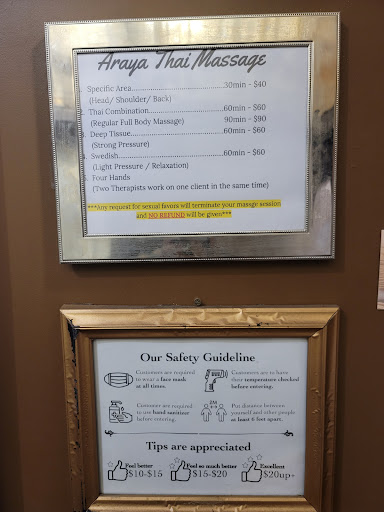 Araya Thai Massage
Specific Area............................30min - $40
(Head/ Shoulder/ Back)
Thai Combination......................60min - $60
(Regular Full Body Massage) 90min - $90
Deep Tissue..............................60min - $60
(Strong Pressure)
Swedish....................................60min - $60
(Light Pressure / Relaxation)
Four Hands
(Two Therapists work on one client in the same time)
***Any request for sexual favors will terminate your masage session
and NO REFUND will be given***
Our Safety Guideline
Customers are required
to wear a face mask
at all times.
Customers are to have
their temperature checked
before entering.
Customer are required
to use hand sanitizer
before entering.
2M
Put distance between
yourself and other people
at least 6 feet apart.
Tips are appreciated
Feel better
$10-$15
Feel so much better
$15-$20
Excellent
$20up+